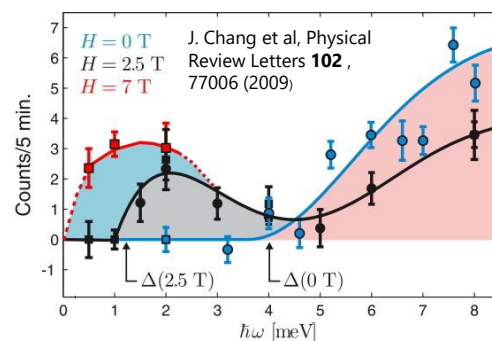 H = 0 T
H = 2.5 T
H = 7 T
J. Chang et al, Physical
Review Letters 102 ,
77006 (2009)
Counts/5 min.
7
6
5
4
3
2
1
0
-1
Δ(2.5 T)
Δ(0 T)
0 1 2 3 4 5 6 7 8
ℏω [meV]